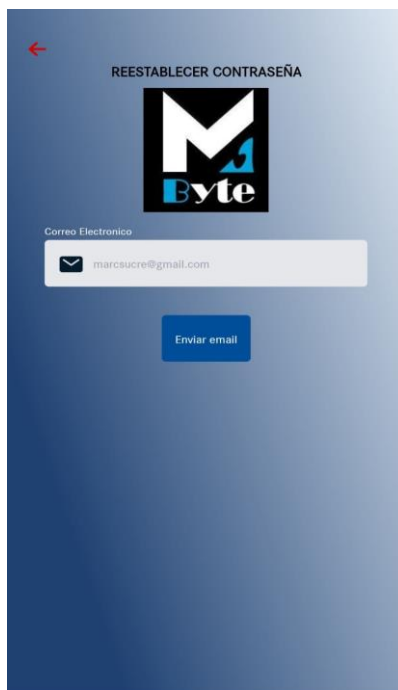 REESTABLECER CONTRASEÑA
M
Byte
Correo Electronico
marcsucre@gmail.com
Enviar email